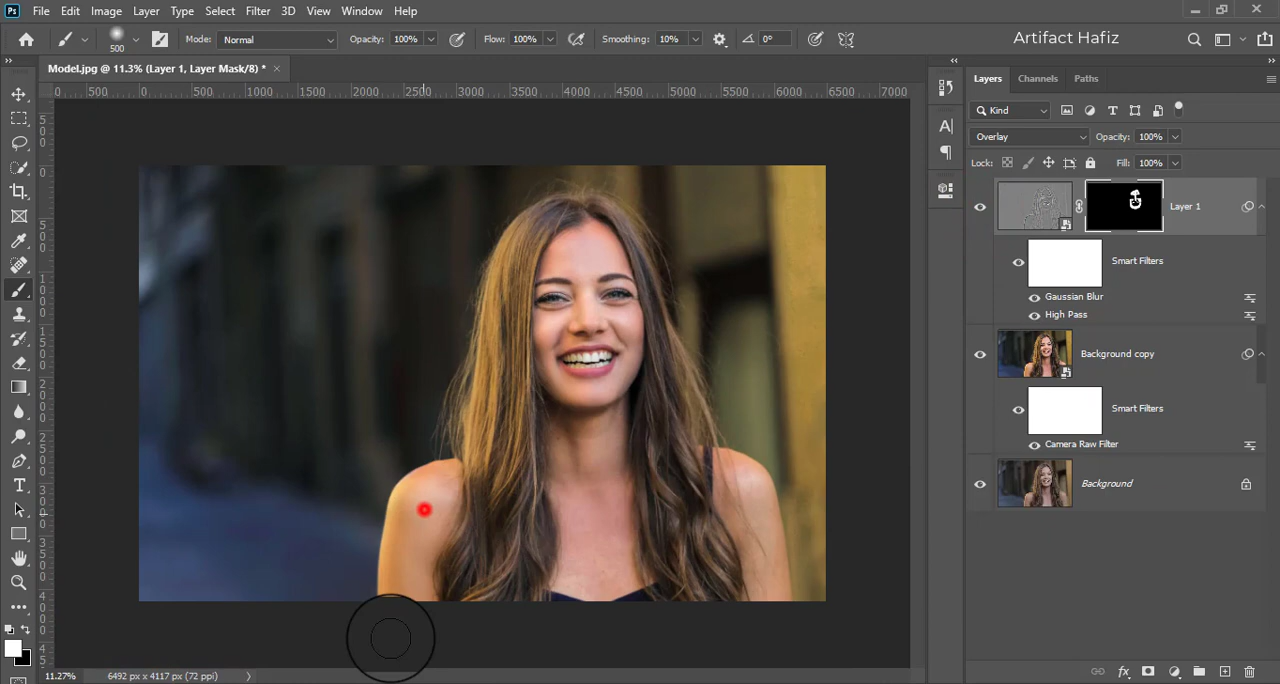 Ps File Edit Image Layer Type Select Filter 3D View Window Help
500 Mode: Normal Opacity: 100% Flow: 100% Smoothing: 10% 0° Artifact Hafiz
Model.jpg @ 11.3% (Layer 1, Layer Mask/8) * ×
Layers Channels Paths
0 500 0 500 1000 1500 2000 2500 3000 3500 4000 4500 5000 5500 6000 6500 7000
Kind
Overlay Opacity: 100%
Lock: Fill: 100%
Layer 1
Smart Filters
Gaussian Blur
High Pass
Background copy
Smart Filters
Camera Raw Filter
Background
11.27% 6492 px x 4117 px (72 ppi)